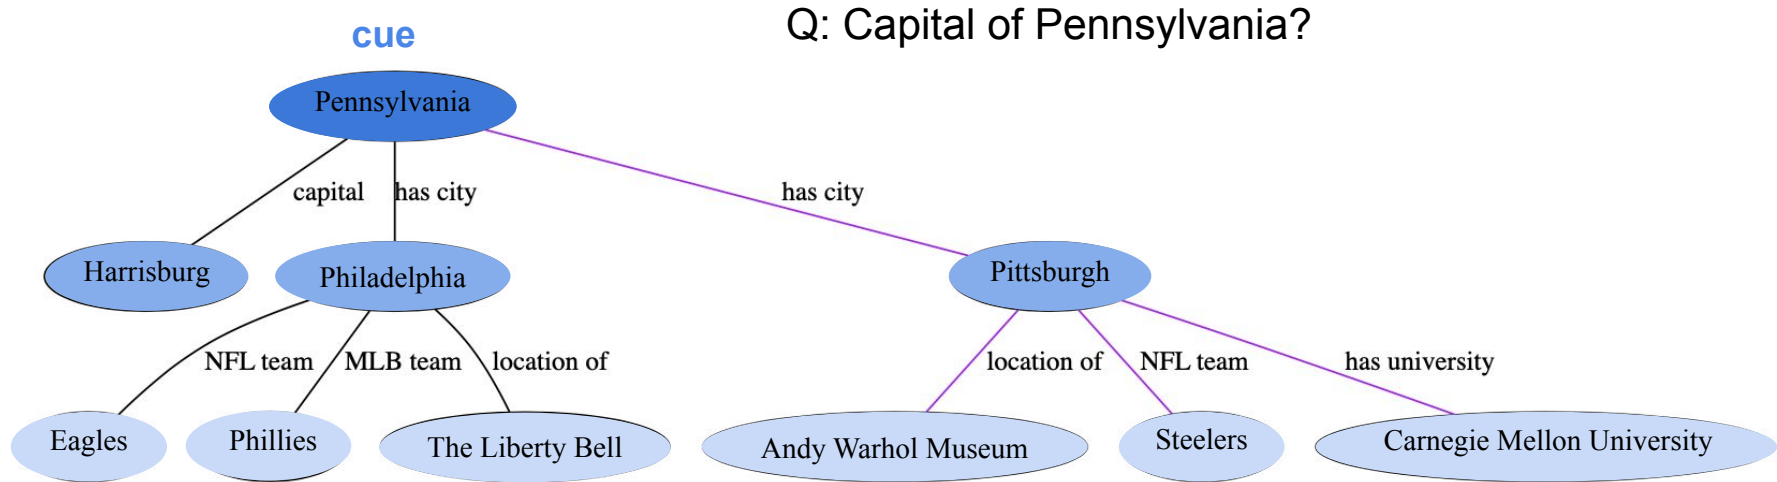 Q: Capital of Pennsylvania?
cue
Pennsylvania
capital
has city
has city
Harrisburg
Philadelphia
Pittsburgh
NFL team
MLB team
location of
location of
NFL team
has university
Eagles
Phillies
The Liberty Bell
Andy Warhol Museum
Steelers
Carnegie Mellon University